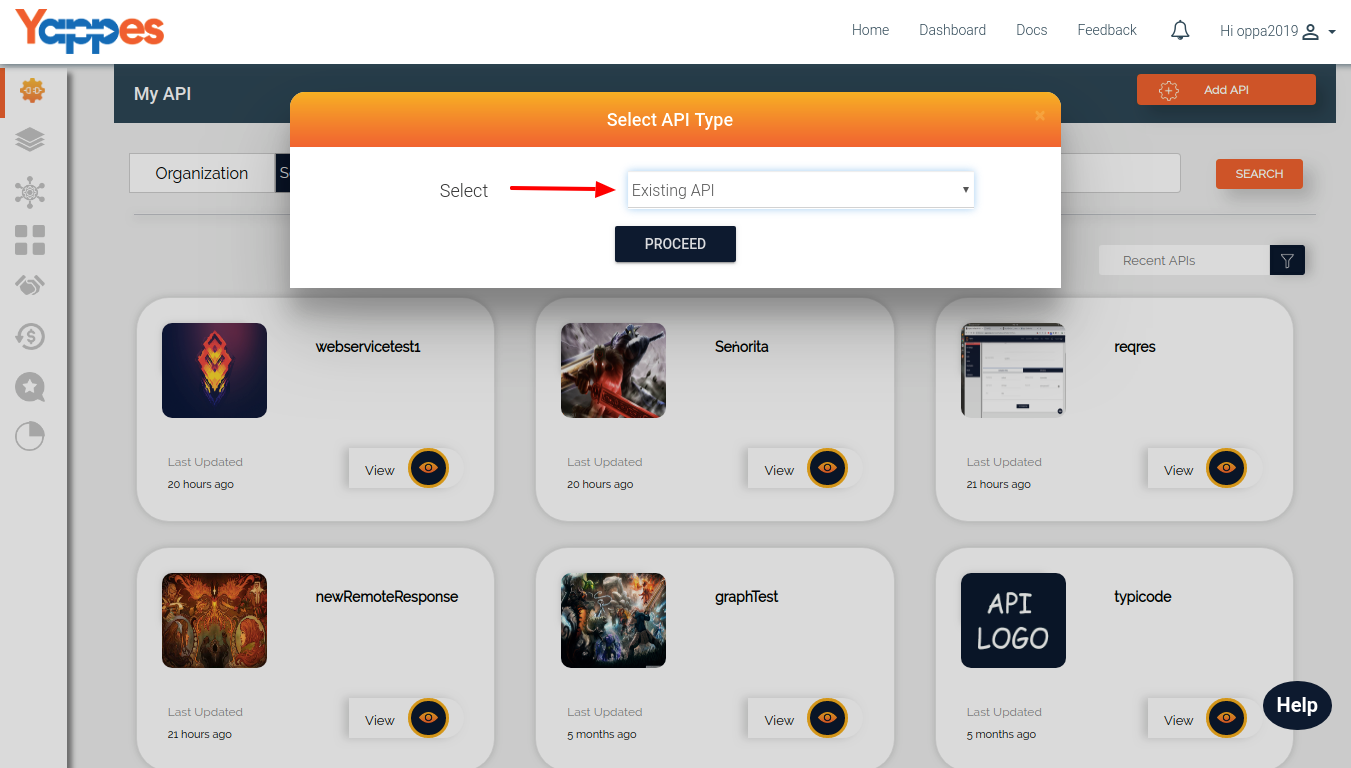 Yappes
Home Dashboard Docs Feedback Hi oppa2019
My API
Add API
Select API Type
×
Organization
S
SEARCH
Select
Existing API
PROCEED
Recent APIs
webservicetest1
Last Updated
20 hours ago
View
Señorita
Last Updated
20 hours ago
View
reqres
Last Updated
21 hours ago
View
newRemoteResponse
Last Updated
21 hours ago
View
graphTest
Last Updated
5 months ago
View
API
LOGO
typicode
Last Updated
5 months ago
View
Help